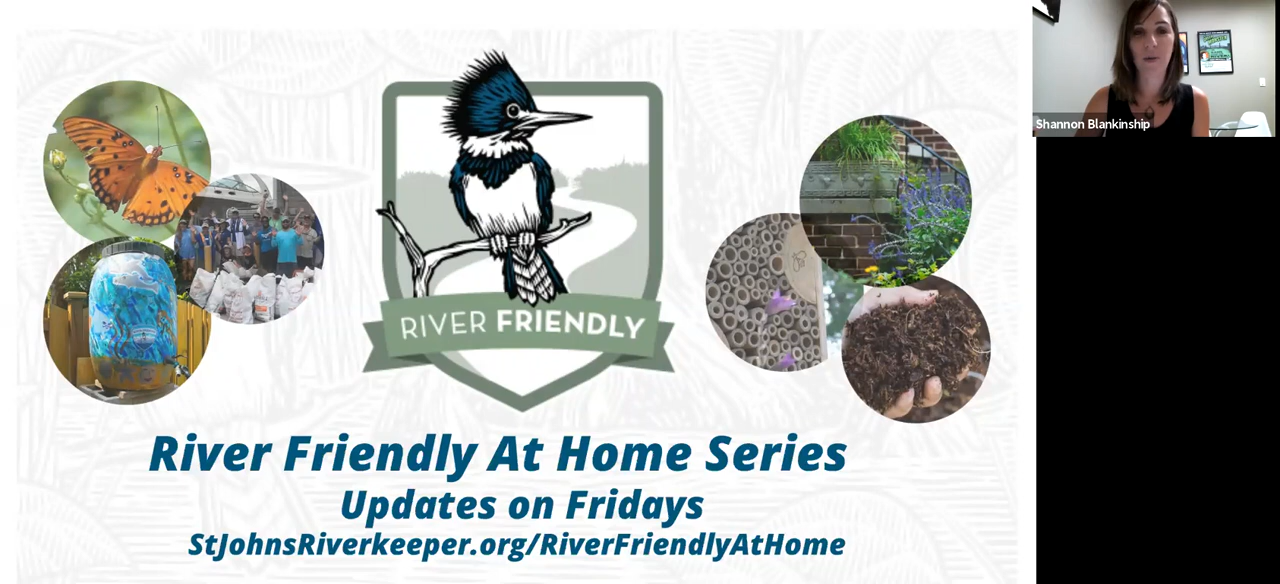 RIVER FRIENDLY
River Friendly At Home Series
Updates on Fridays
StJohnsRiverkeeper.org/RiverFriendlyAtHome
Shannon Blankinship